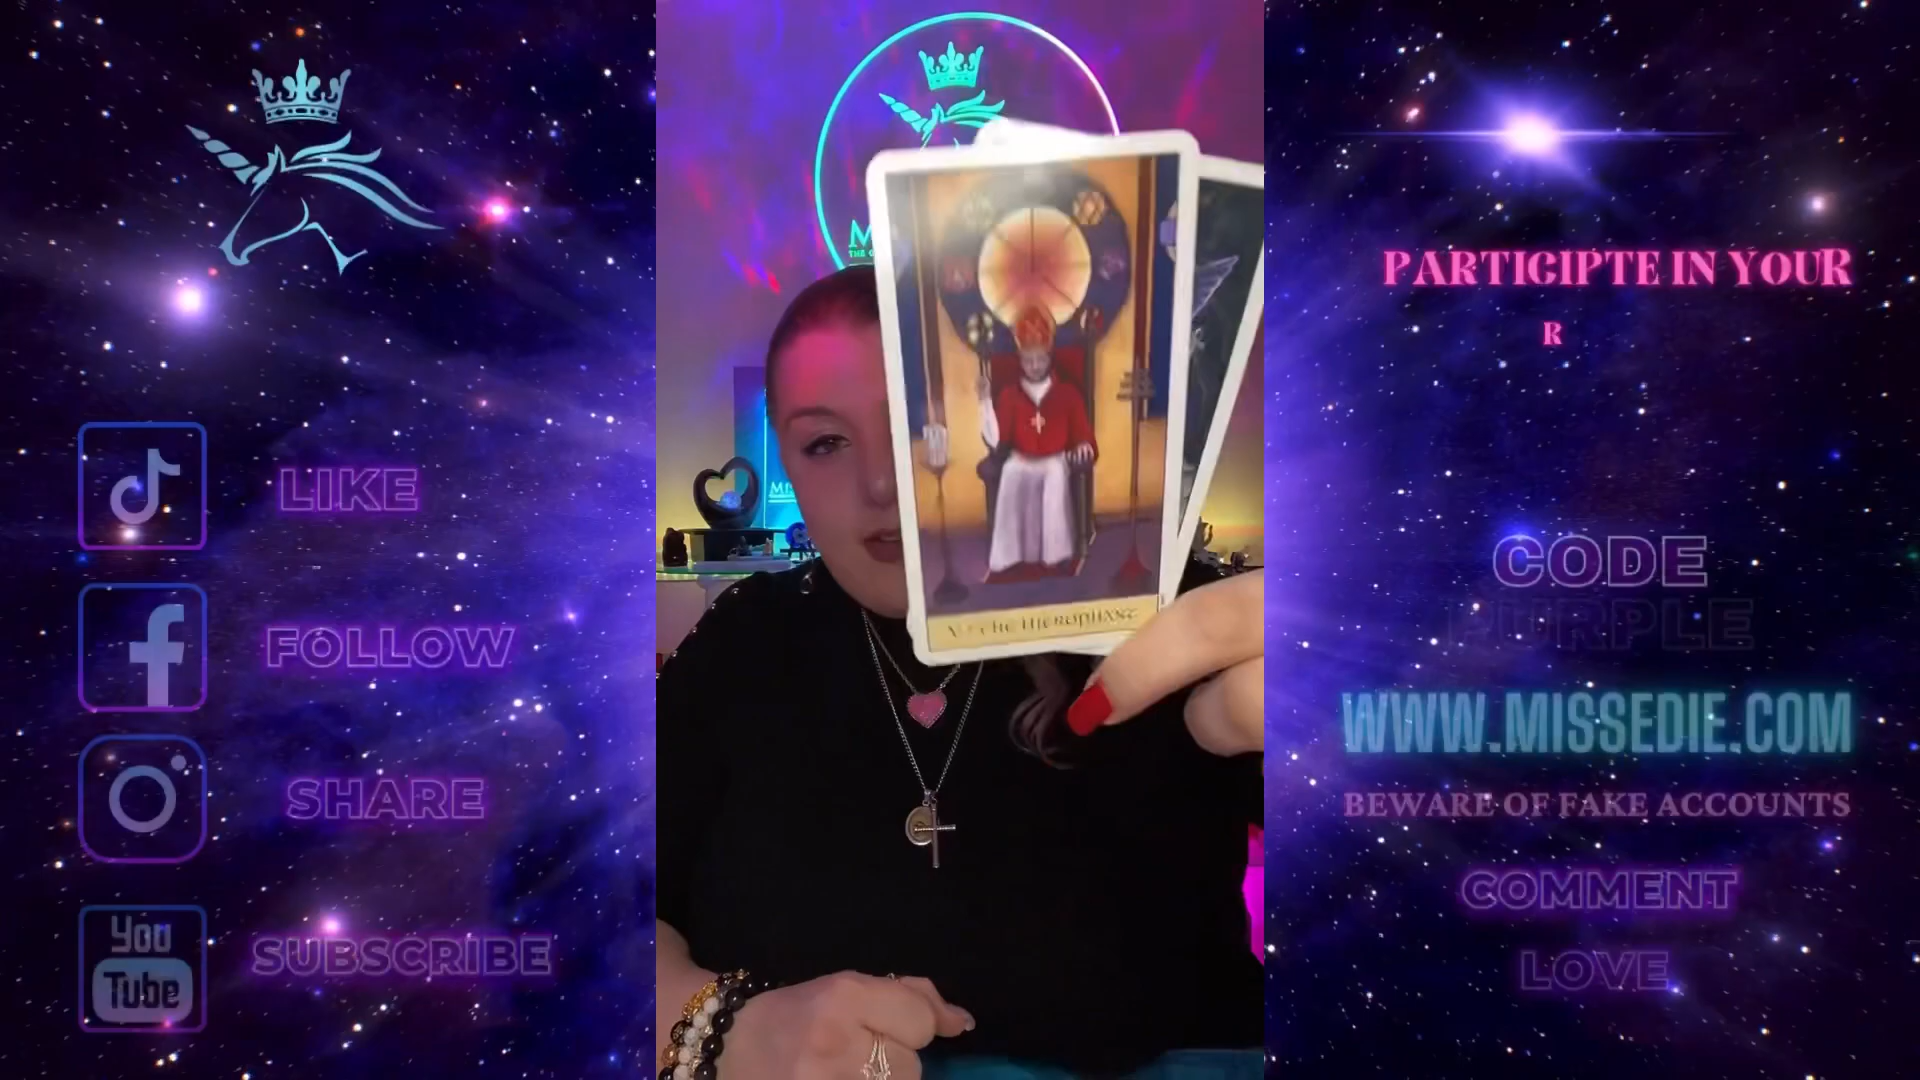 LIKE
FOLLOW
SHARE
You
Tube
SUBSCRIBE
M
V THE HIEROPHANT
PARTICIPTE IN YOUR
R
CODE
PURPLE
WWW.MISSEDIE.COM
BEWARE OF FAKE ACCOUNTS
COMMENT
LOVE